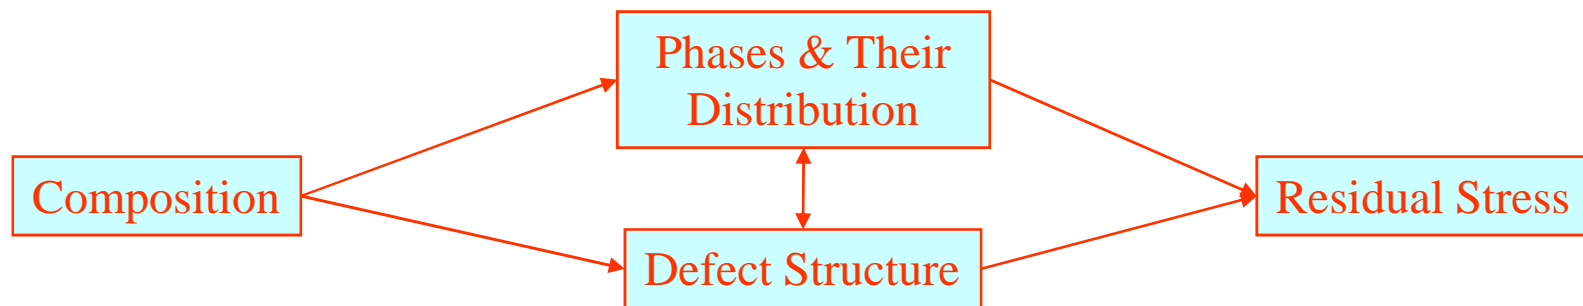 Phases & Their
Distribution
Composition
Residual Stress
Defect Structure